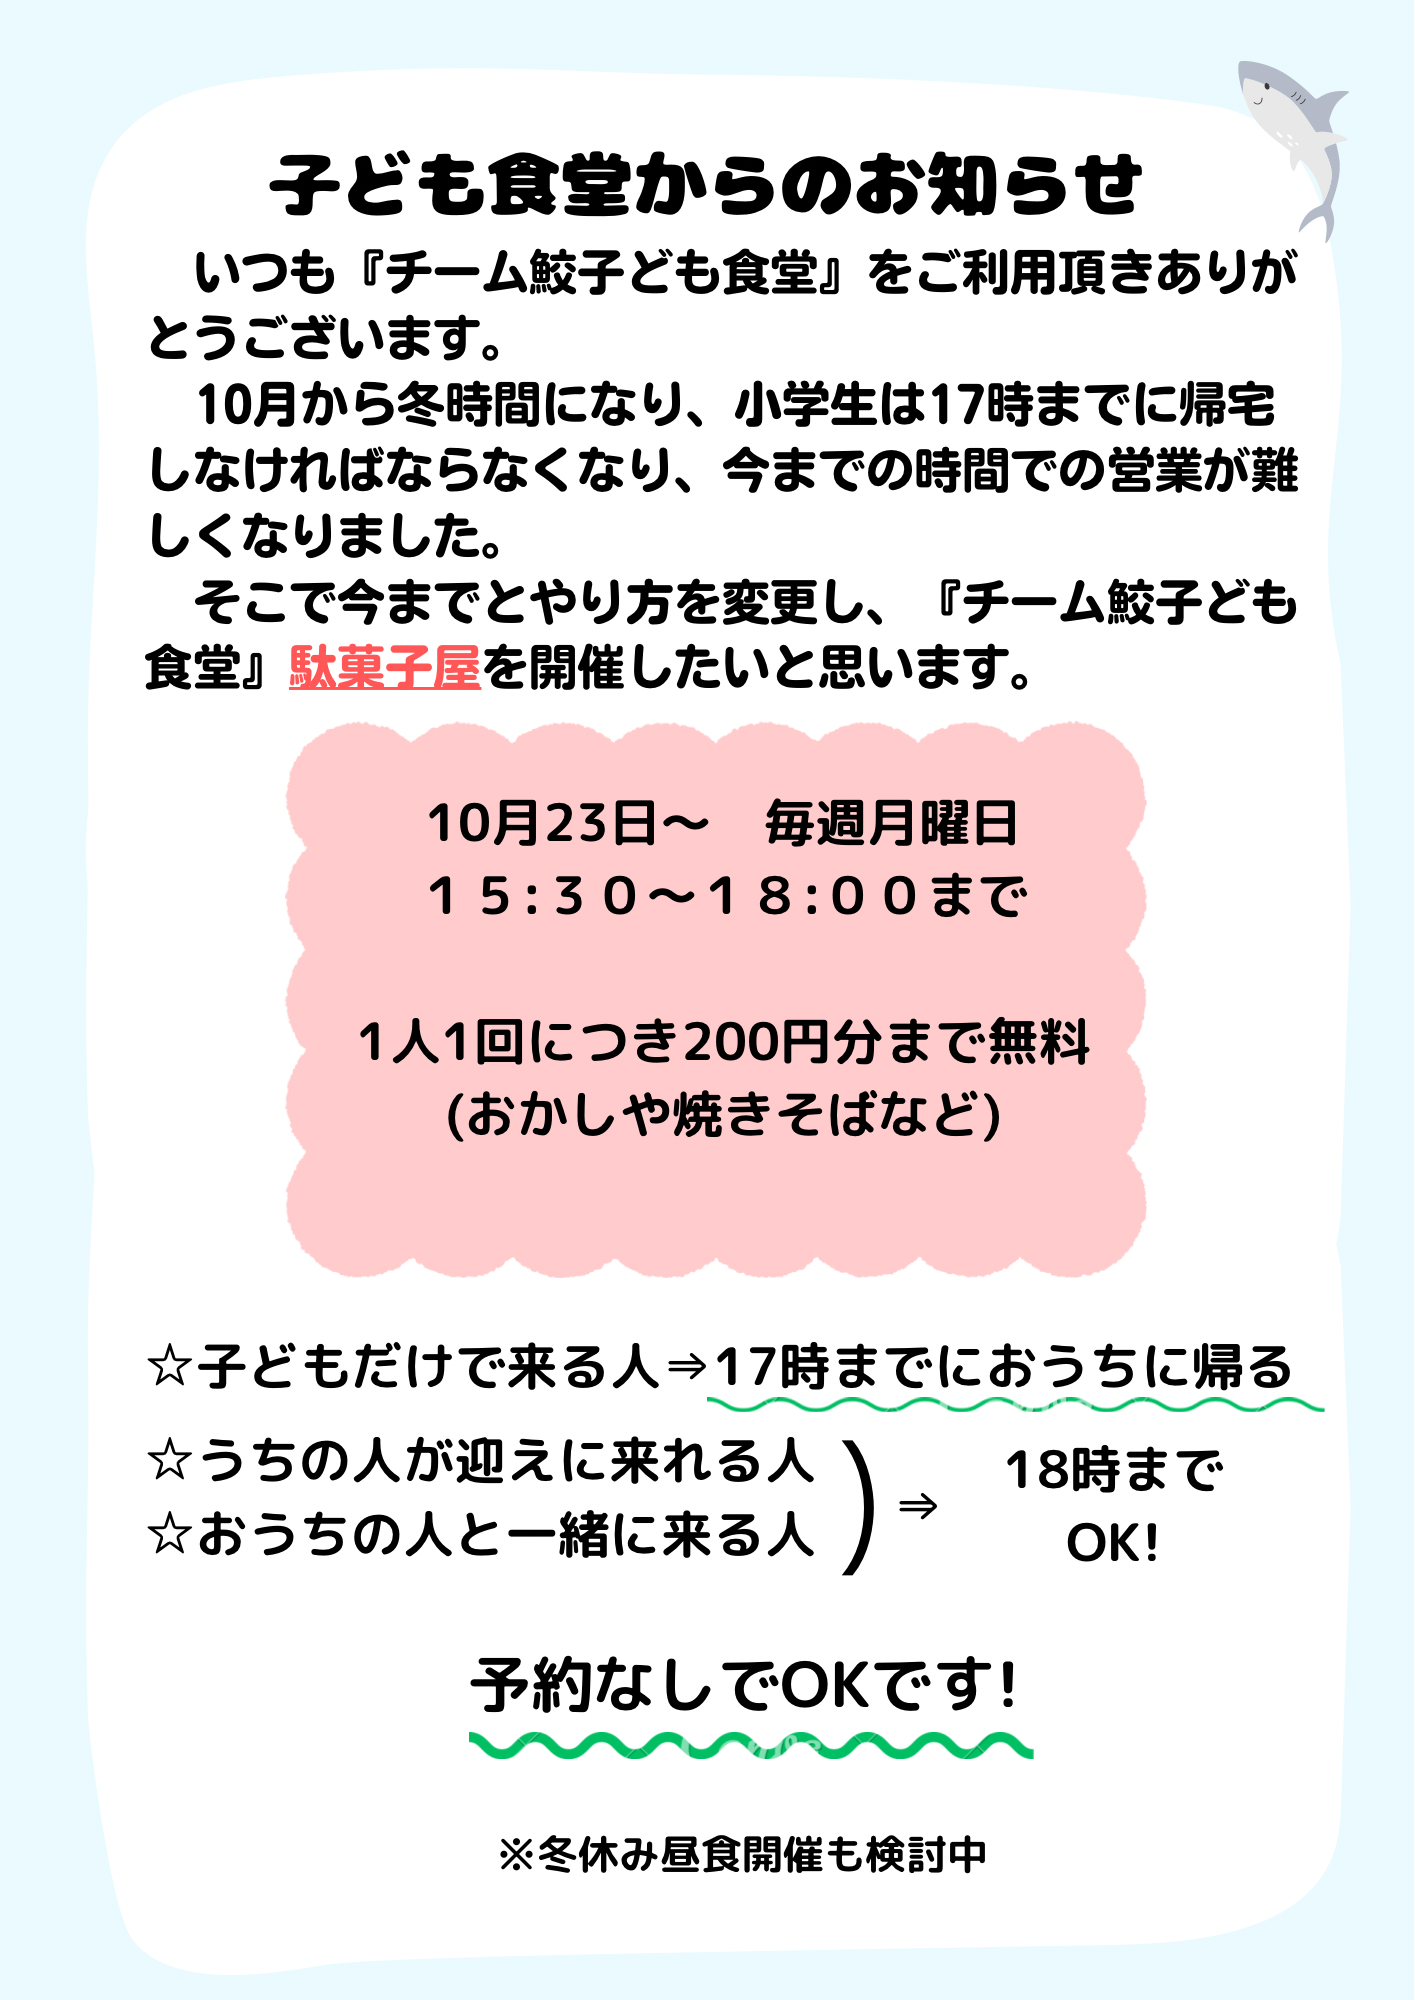 子ども食堂からのお知らせ
いつも『チーム鮫子ども食堂』をご利用頂きありが
とうございます。
10月から冬時間になり、小学生は17時までに帰宅
しなければならなくなり、今までの時間での営業が難
しくなりました。
そこで今までとやり方を変更し、『チーム鮫子ども
食堂』駄菓子屋を開催したいと思います。
10月23日～　毎週月曜日
１５:３０～１８:００まで
1人1回につき200円分まで無料
(おかしや焼きそばなど)
☆子どもだけで来る人⇒17時までにおうちに帰る
☆うちの人が迎えに来れる人
☆おうちの人と一緒に来る人
) ⇒
18時まで
OK!
予約なしでOKです!
※冬休み昼食開催も検討中